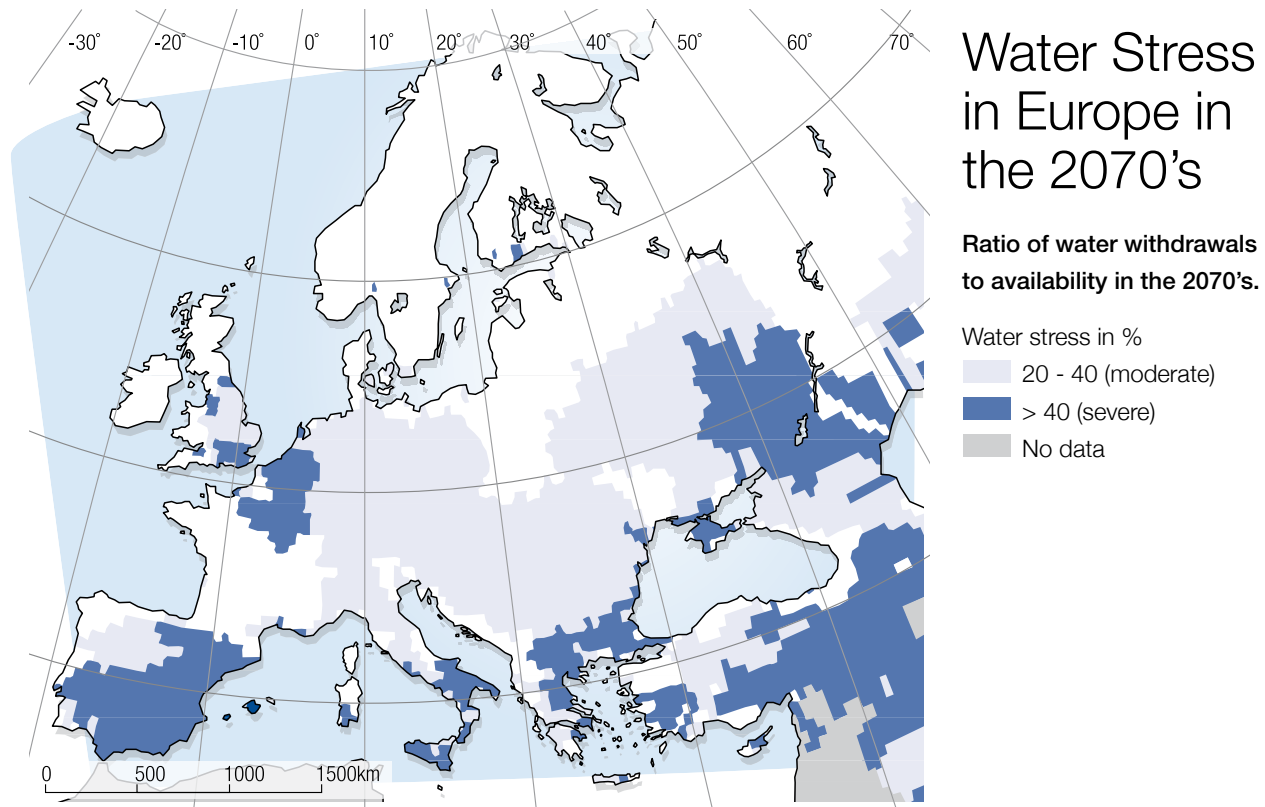 -30° -20° -10° 0° 10° 20° 30° 40° 50° 60° 70°
Water Stress
in Europe in
the 2070’s
Ratio of water withdrawals
to availability in the 2070’s.
Water stress in %
20 - 40 (moderate)
> 40 (severe)
No data
0 500 1000 1500km